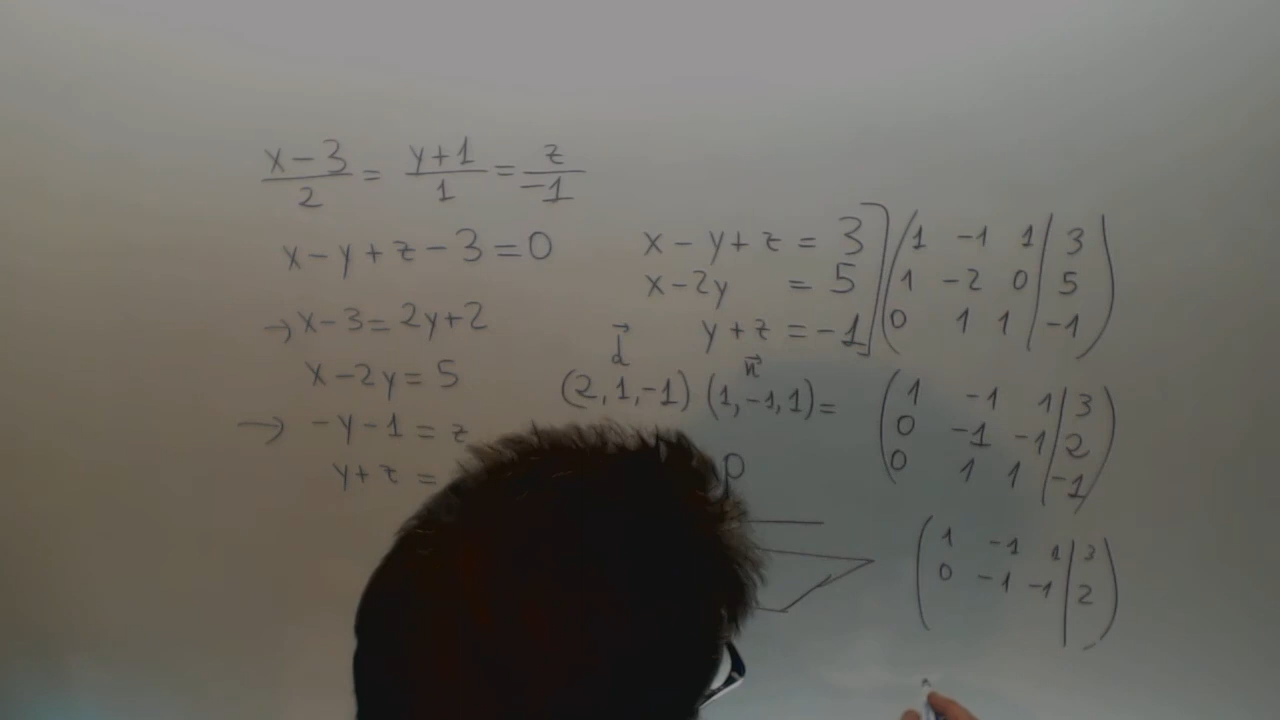 x-3/2 = y+1/1 = z/-1
x-y+z-3=0
→x-3=2y+2
x-2y=5
→ -y-1=z
y+z=
x-y+z=3
x-2y=5
y+z=-1
(1 -1 1|3)
(1 -2 0|5)
(0 1 1|-1)
d n
(2,1,-1)(1,-1,1)=
(1 -1 1|3)
(0 -1 -1|2)
(0 1 1|-1)
(1 -1 1|3)
(0 -1 -1|2)